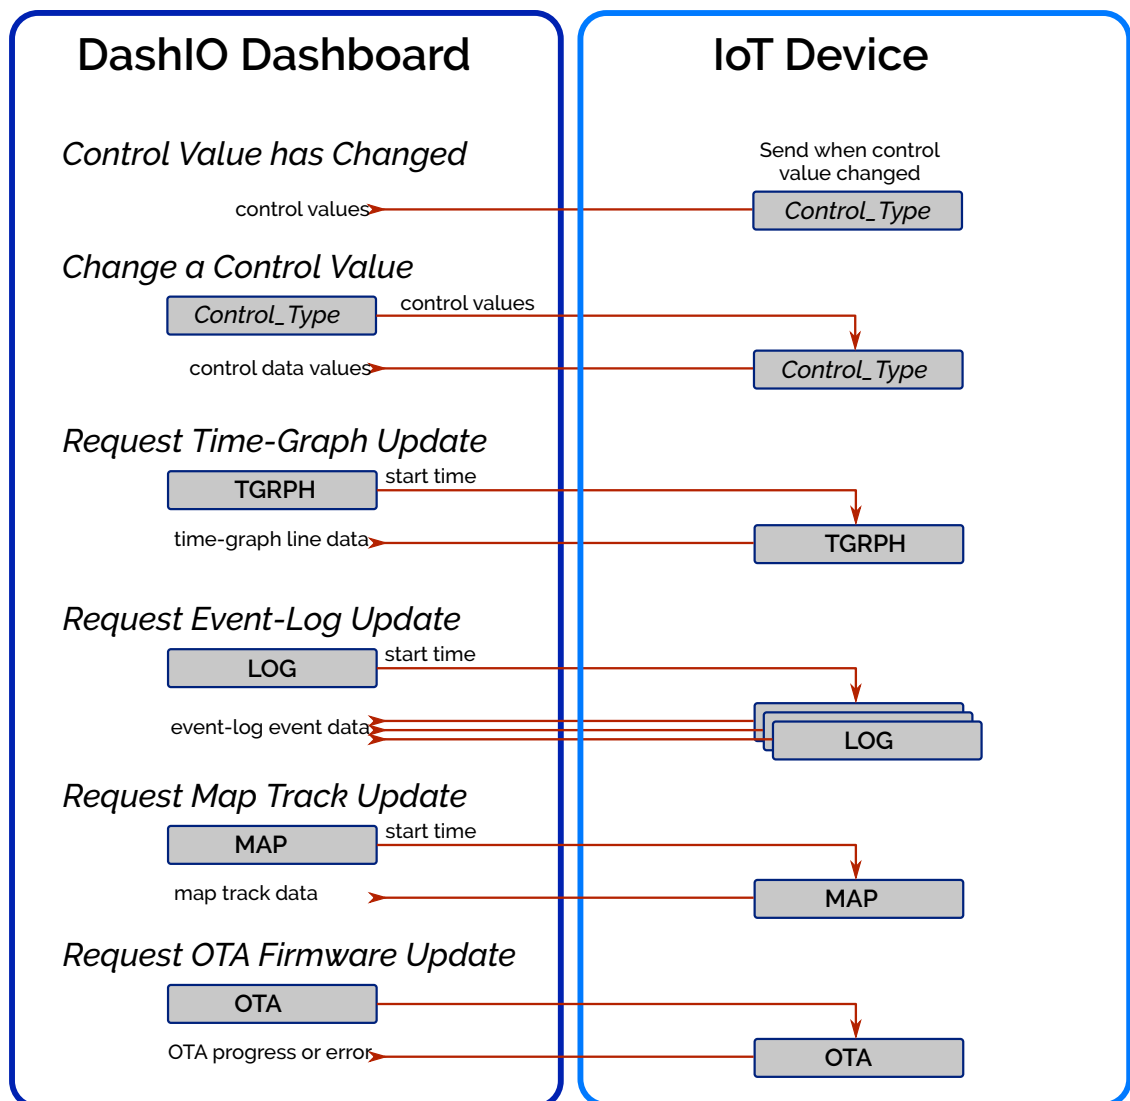 DashIO Dashboard
IoT Device
Control Value has Changed
Send when control
value changed
control values
Control_Type
Change a Control Value
Control_Type
control values
control data values
Control_Type
Request Time-Graph Update
TGRPH
start time
time-graph line data
TGRPH
Request Event-Log Update
LOG
start time
event-log event data
LOG
Request Map Track Update
MAP
start time
map track data
MAP
Request OTA Firmware Update
OTA
OTA progress or error
OTA